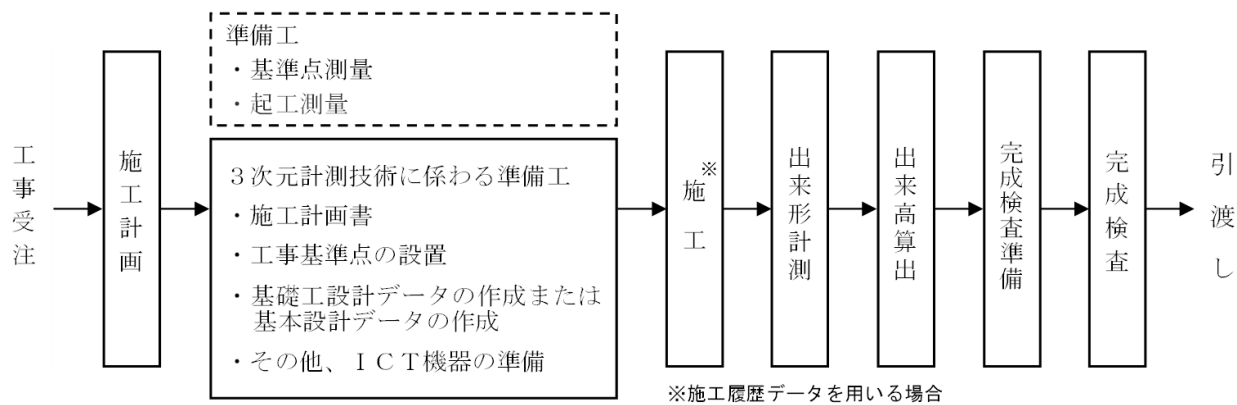 工事受注
施工計画
準備工
・基準点測量
・起工測量
３次元計測技術に係わる準備工
・施工計画書
・工事基準点の設置
・基礎工設計データの作成または
基本設計データの作成
・その他、ＩＣＴ機器の準備
施工※
出来形計測
出来高算出
完成検査準備
完成検査
引渡し
※施工履歴データを用いる場合